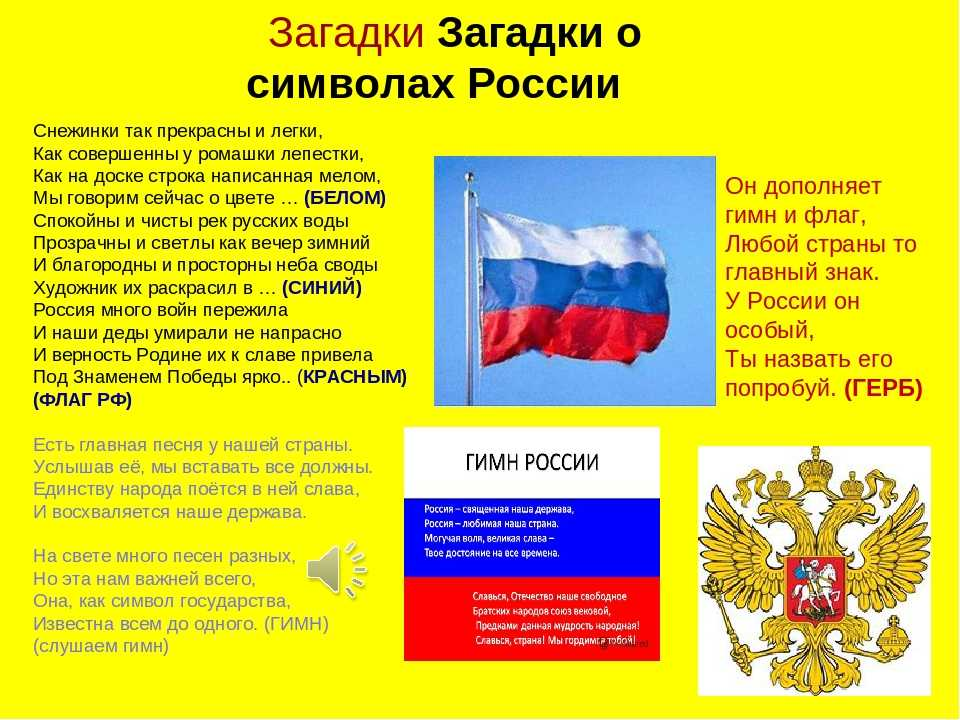 Загадки Загадки о
символах России
Снежинки так прекрасны и легки,
Как совершенны у ромашки лепестки,
Как на доске строка написанная мелом,
Мы говорим сейчас о цвете … (БЕЛОМ)
Спокойны и чисты рек русских воды
Прозрачны и светлы как вечер зимний
И благородны и просторны неба своды
Художник их раскрасил в … (СИНИЙ)
Россия много войн пережила
И наши деды умирали не напрасно
И верность Родине их к славе привела
Под Знаменем Победы ярко.. (КРАСНЫМ)
(ФЛАГ РФ)
Есть главная песня у нашей страны.
Услышав её, мы вставать все должны.
Единству народа поётся в ней слава,
И восхваляется наше держава.
На свете много песен разных,
Но эта нам важней всего,
Она, как символ государства,
Известна всем до одного. (ГИМН)
(слушаем гимн)
Он дополняет
гимн и флаг,
Любой страны то
главный знак.
У России он
особый,
Ты назвать его
попробуй. (ГЕРБ)
ГИМН РОССИИ
Россия – священная наша держава,
Россия – любимая наша страна.
Могучая воля, великая слава –
Твое достояние на все времена.
Славься, Отечество наше свободное
Братских народов союз вековой,
Предками данная мудрость народная!
Славься, страна! Мы гордимся тобой!